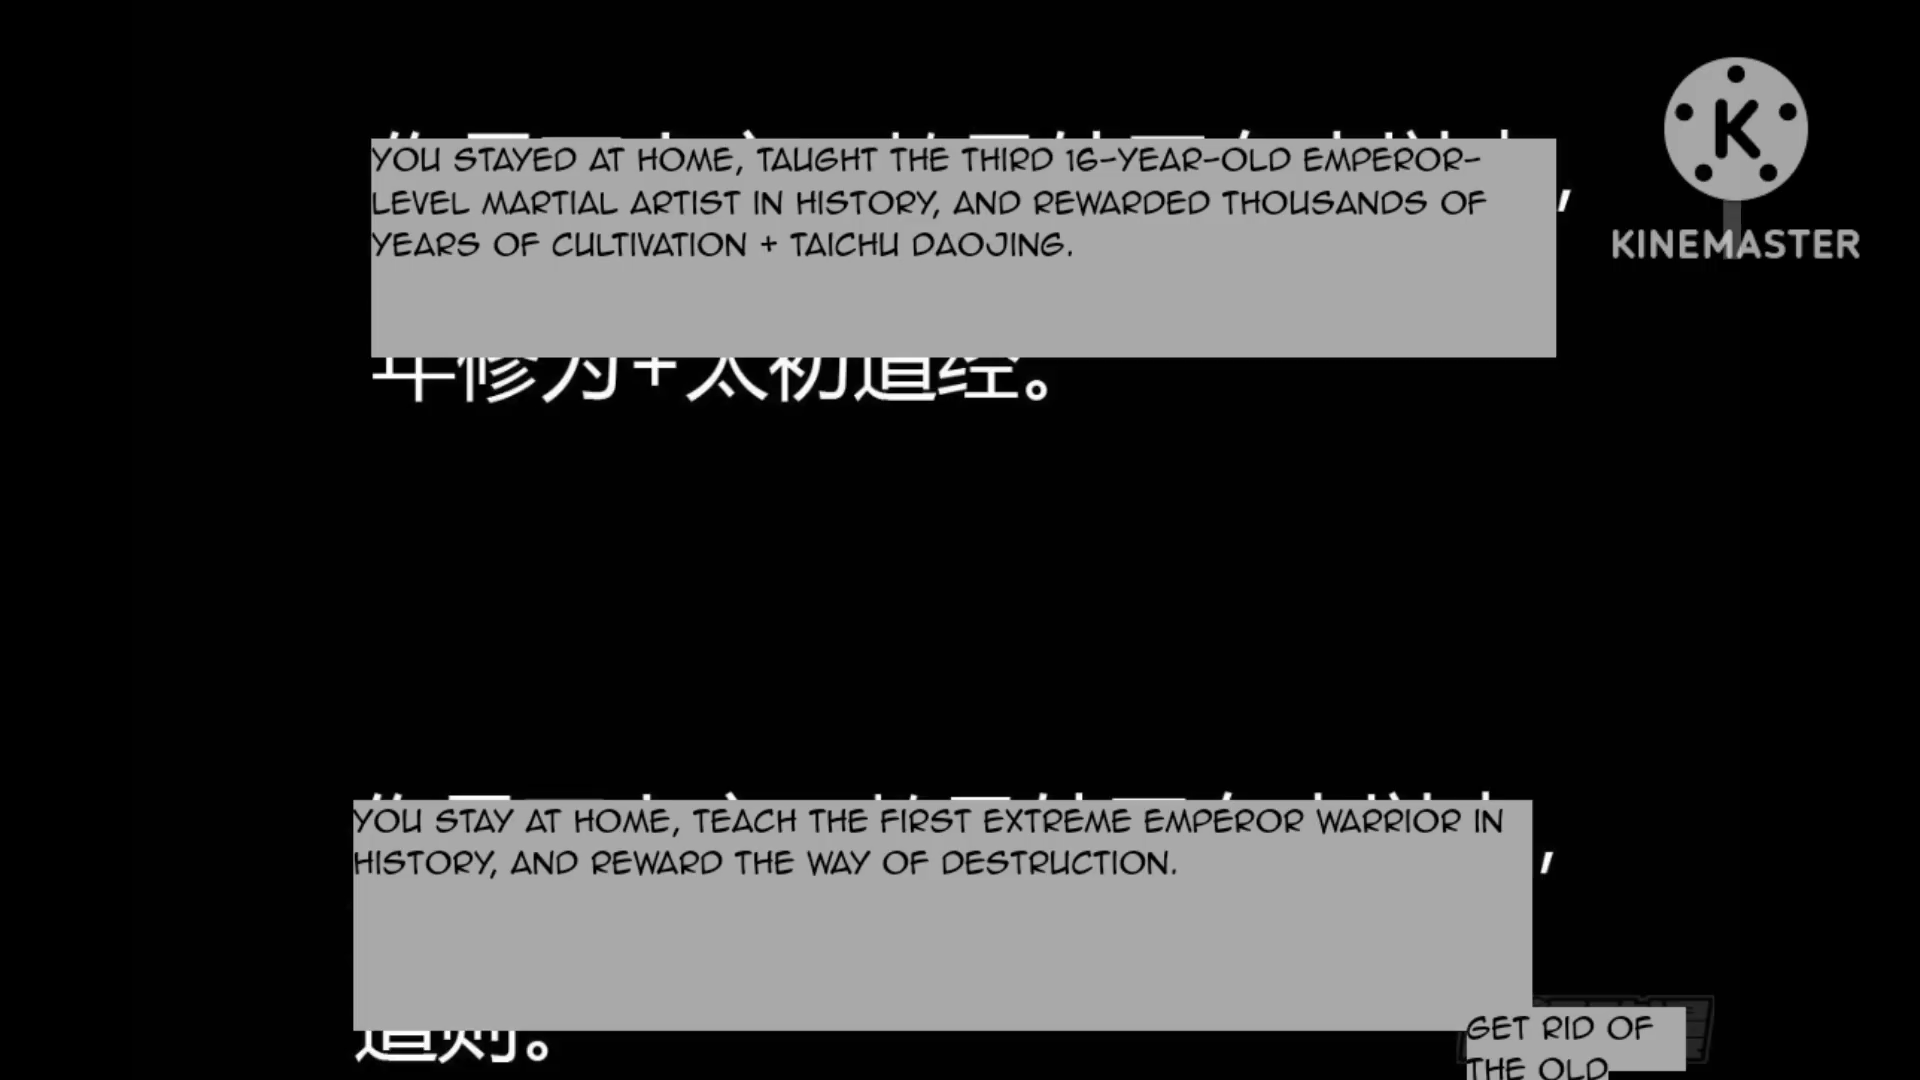 YOU STAYED AT HOME, TAUGHT THE THIRD 16-YEAR-OLD EMPEROR-
LEVEL MARTIAL ARTIST IN HISTORY, AND REWARDED THOUSANDS OF
YEARS OF CULTIVATION + TAICHU DAOJING.
年修为+太初道经。
K
KINEMASTER
YOU STAY AT HOME, TEACH THE FIRST EXTREME EMPEROR WARRIOR IN
HISTORY, AND REWARD THE WAY OF DESTRUCTION.
道则。
GET RID OF
THE OLD